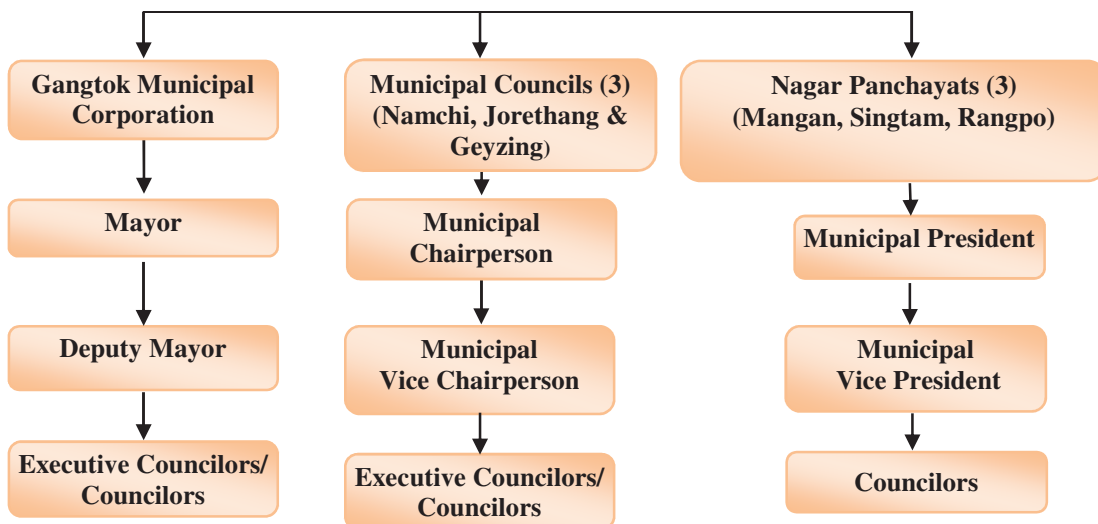 Gangtok Municipal
Corporation
Municipal Councils (3)
(Namchi, Jorethang &
Geyzing)
Nagar Panchayats (3)
(Mangan, Singtam, Rangpo)
Mayor
Municipal
Chairperson
Municipal President
Deputy Mayor
Municipal
Vice Chairperson
Municipal
Vice President
Executive Councilors/
Councilors
Executive Councilors/
Councilors
Councilors